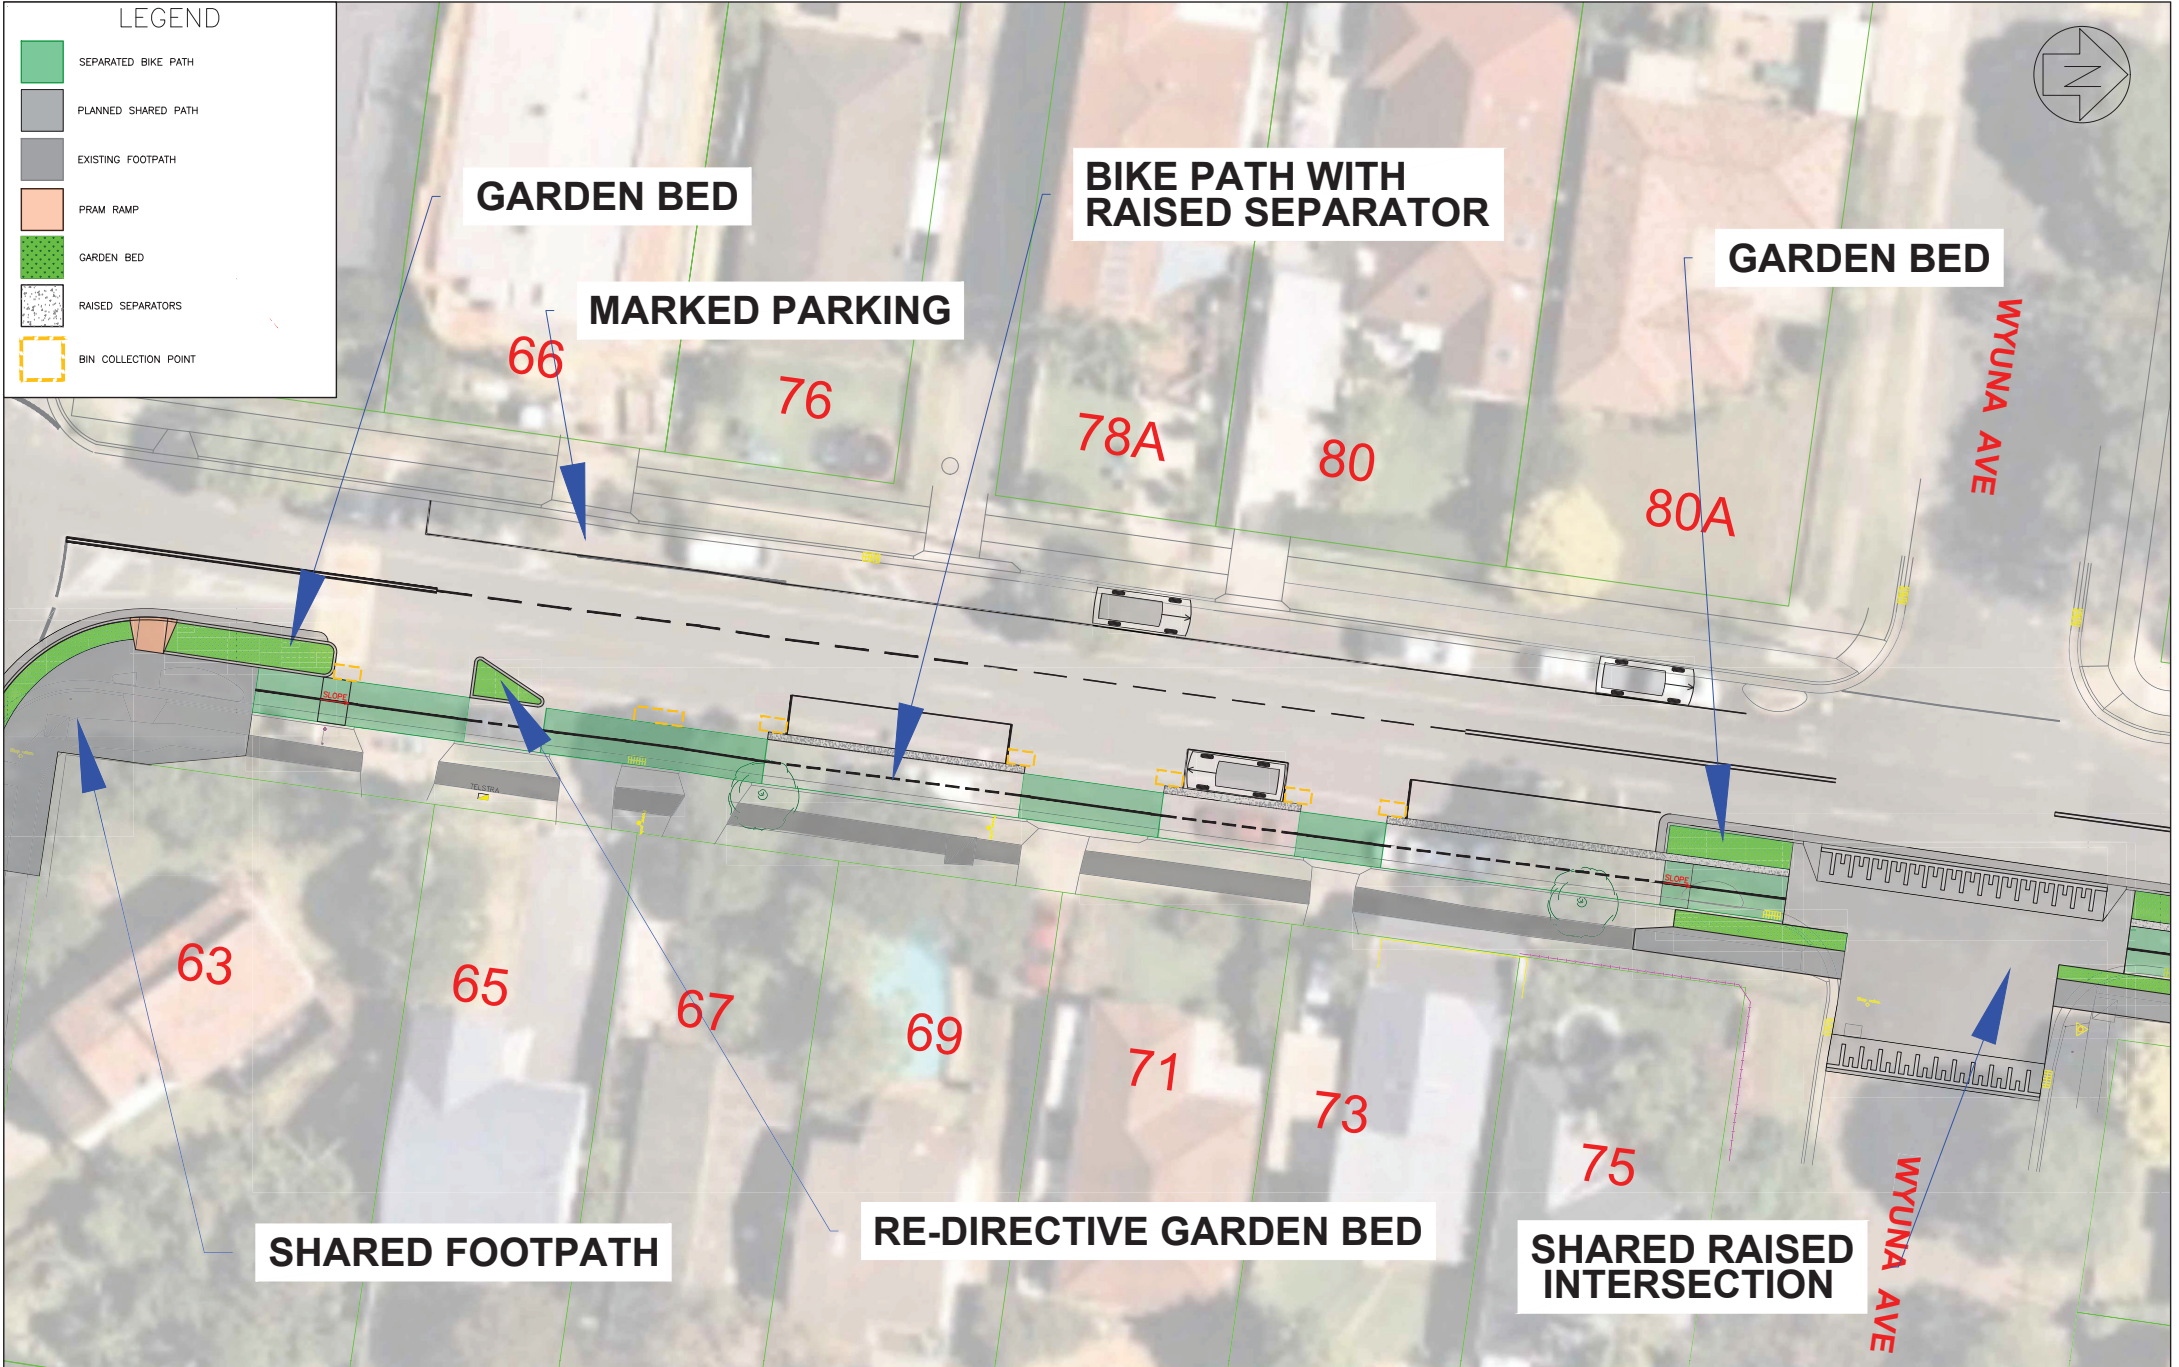 LEGEND
SEPARATED BIKE PATH
PLANNED SHARED PATH
EXISTING FOOTPATH
PRAM RAMP
GARDEN BED
RAISED SEPARATORS
BIN COLLECTION POINT
N
GARDEN BED
BIKE PATH WITH
RAISED SEPARATOR
GARDEN BED
MARKED PARKING
WYUNA AVE
66
76
78A
80
80A
SLOPE
TELSTRA
SLOPE
63
65
67
69
71
73
75
SHARED FOOTPATH
RE-DIRECTIVE GARDEN BED
SHARED RAISED
INTERSECTION
WYUNA AVE